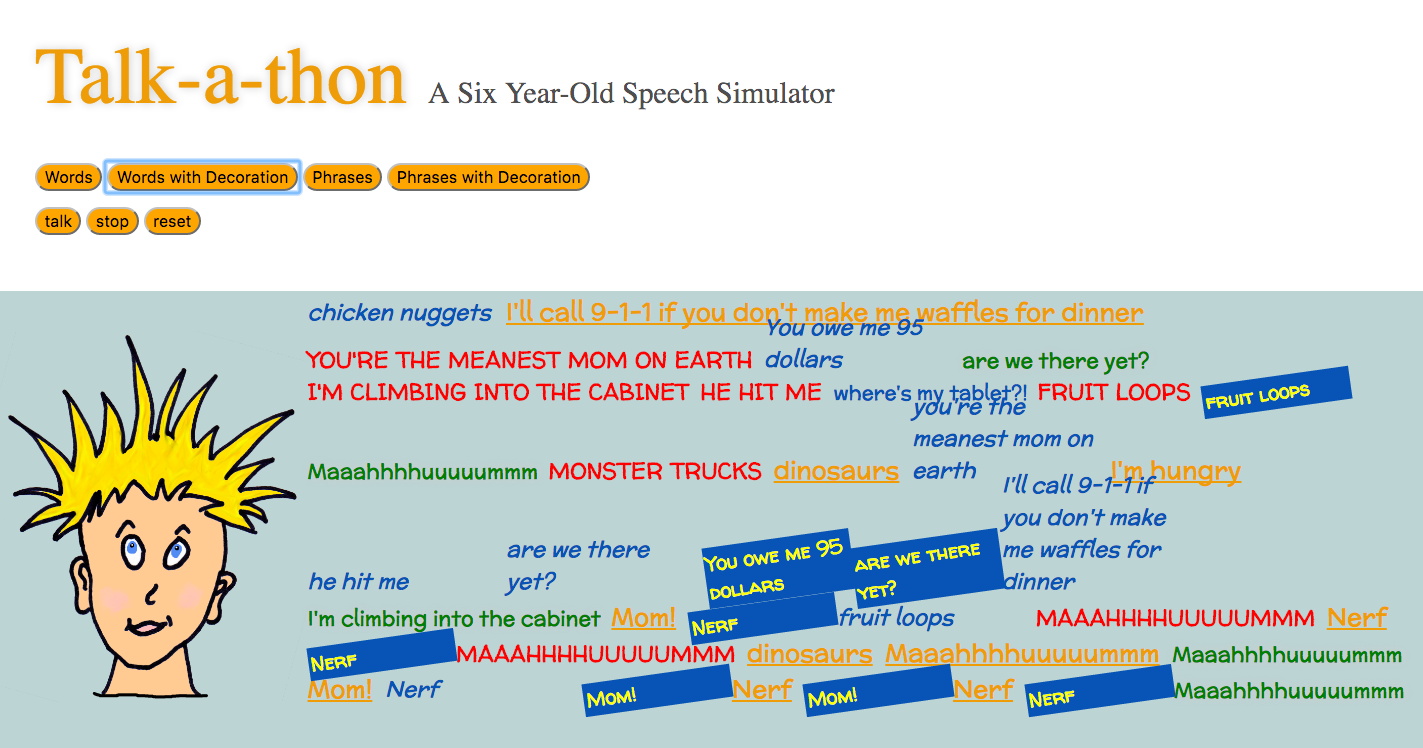 Talk-a-thon A Six Year-Old Speech Simulator
Words Words with Decoration Phrases Phrases with Decoration
talk stop reset
chicken nuggets I'll call 9-1-1 if you don't make me waffles for dinner
YOU'RE THE MEANEST MOM ON EARTH You owe me 95 dollars are we there yet?
I'M CLIMBING INTO THE CABINET HE HIT ME where's my tablet?! FRUIT LOOPS fruit loops
Maaahhhhuuuuummm MONSTER TRUCKS dinosaurs you're the meanest mom on earth I'm hungry
he hit me are we there yet? You owe me 95 dollars are we there yet? I'll call 9-1-1 if you don't make me waffles for dinner
I'm climbing into the cabinet Mom! Nerf fruit loops MAAAHHHHUUUUUMMM Nerf
Nerf MAAAHHHHUUUUUMMM dinosaurs Maaahhhhuuuuummm Maaahhhhuuuuummm
Mom! Nerf Mom! Nerf Mom! Nerf Nerf Maaahhhhuuuuummm